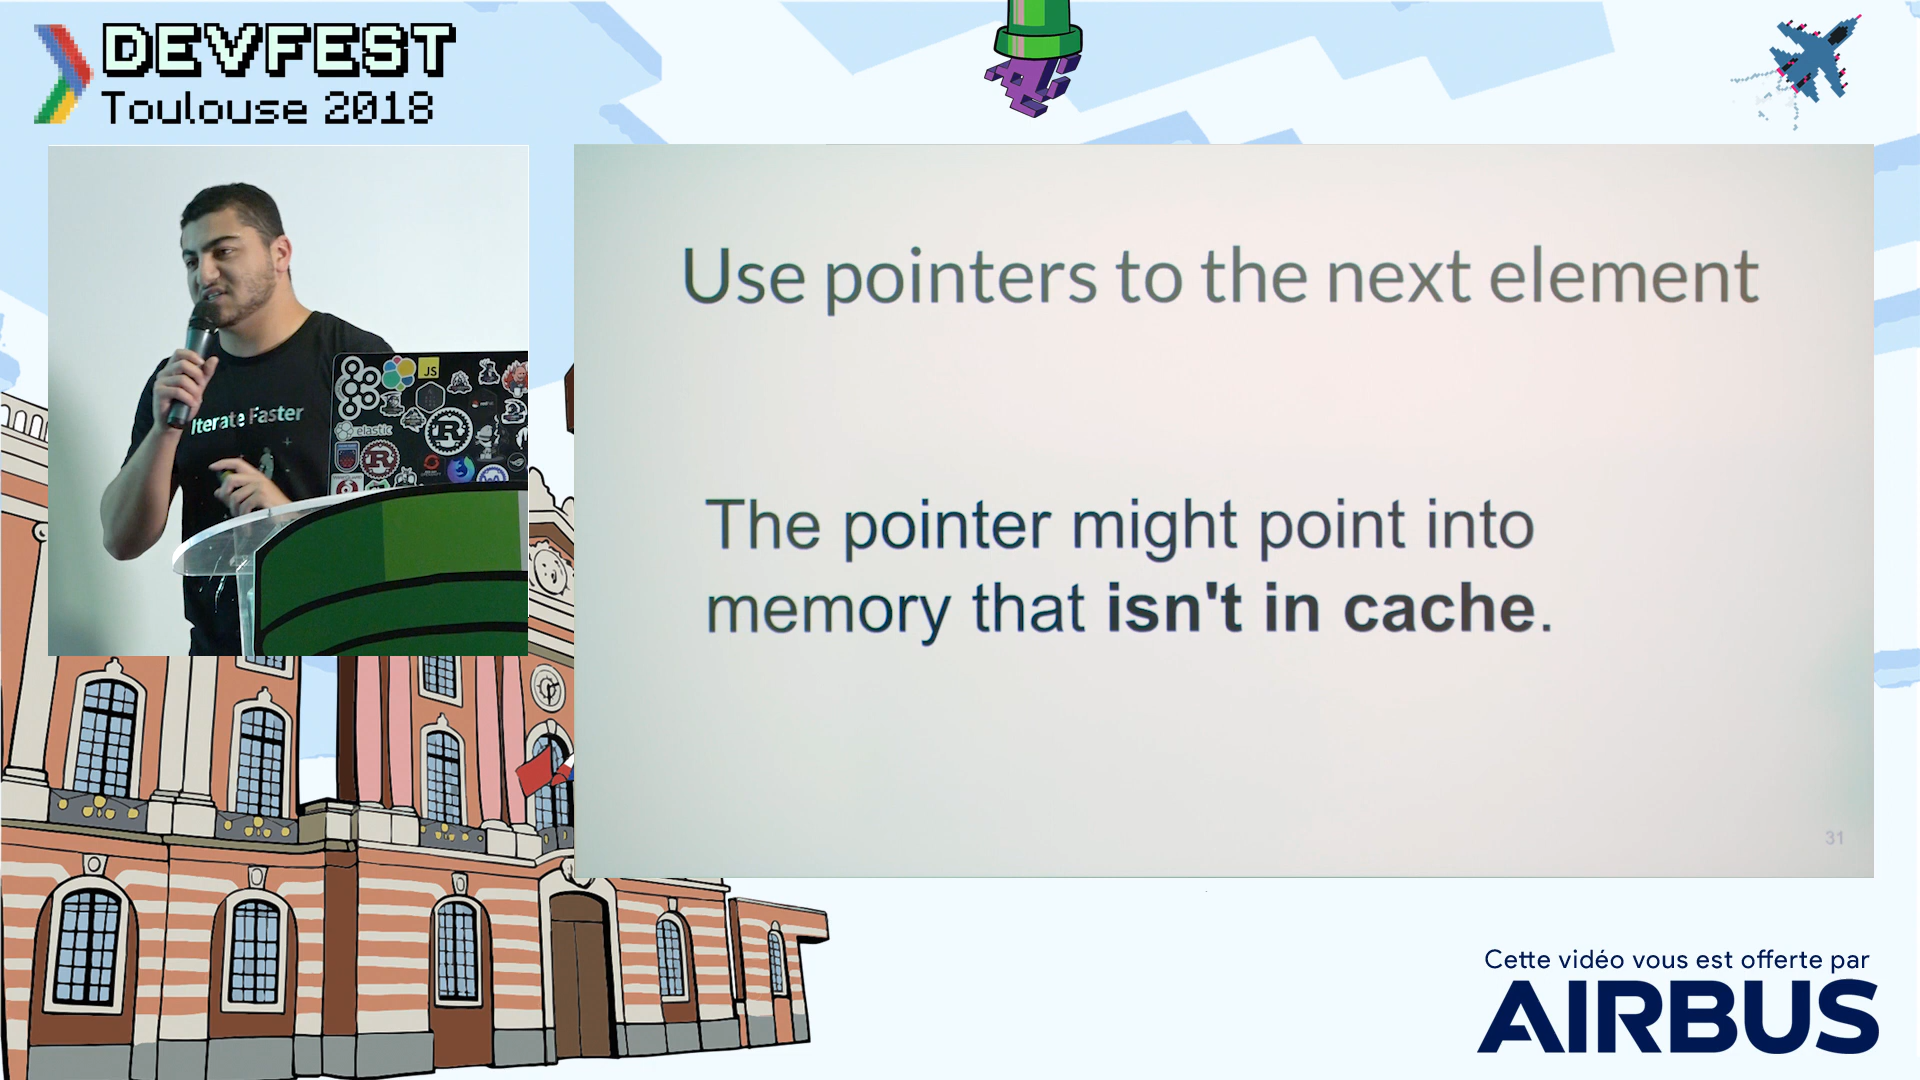 DEVFEST
Toulouse 2018
Use pointers to the next element
The pointer might point into
memory that isn't in cache.
31
Iterate Faster
JS
elastic
R
R
Cette vidéo vous est offerte par
AIRBUS